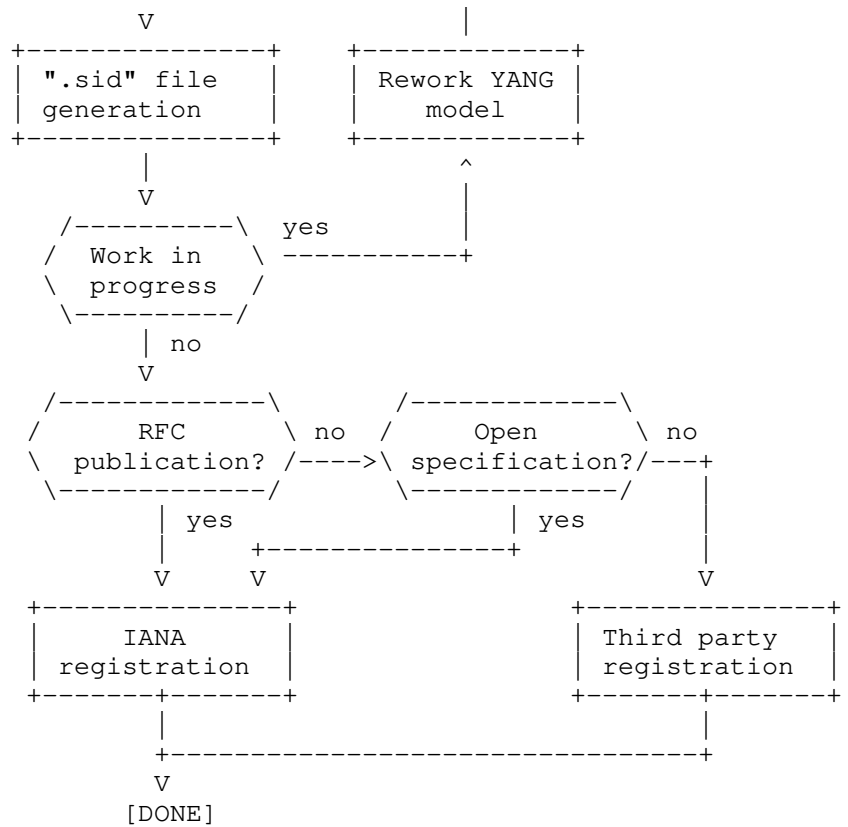 ".sid" file Rework YANG
generation model
yes
Work in
progress
no
RFC no Open no
publication? specification?
yes yes
IANA Third party
registration registration
[DONE]